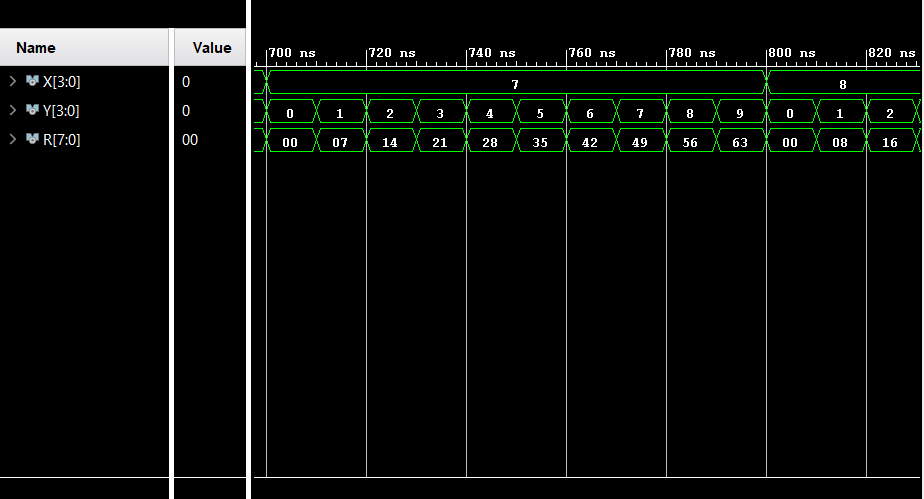 Name Value 700 ns 720 ns 740 ns 760 ns 780 ns 800 ns 820 ns
X[3:0] 0 7 8
Y[3:0] 0 0 1 2 3 4 5 6 7 8 9 0 1 2
R[7:0] 00 00 07 14 21 28 35 42 49 56 63 00 08 16